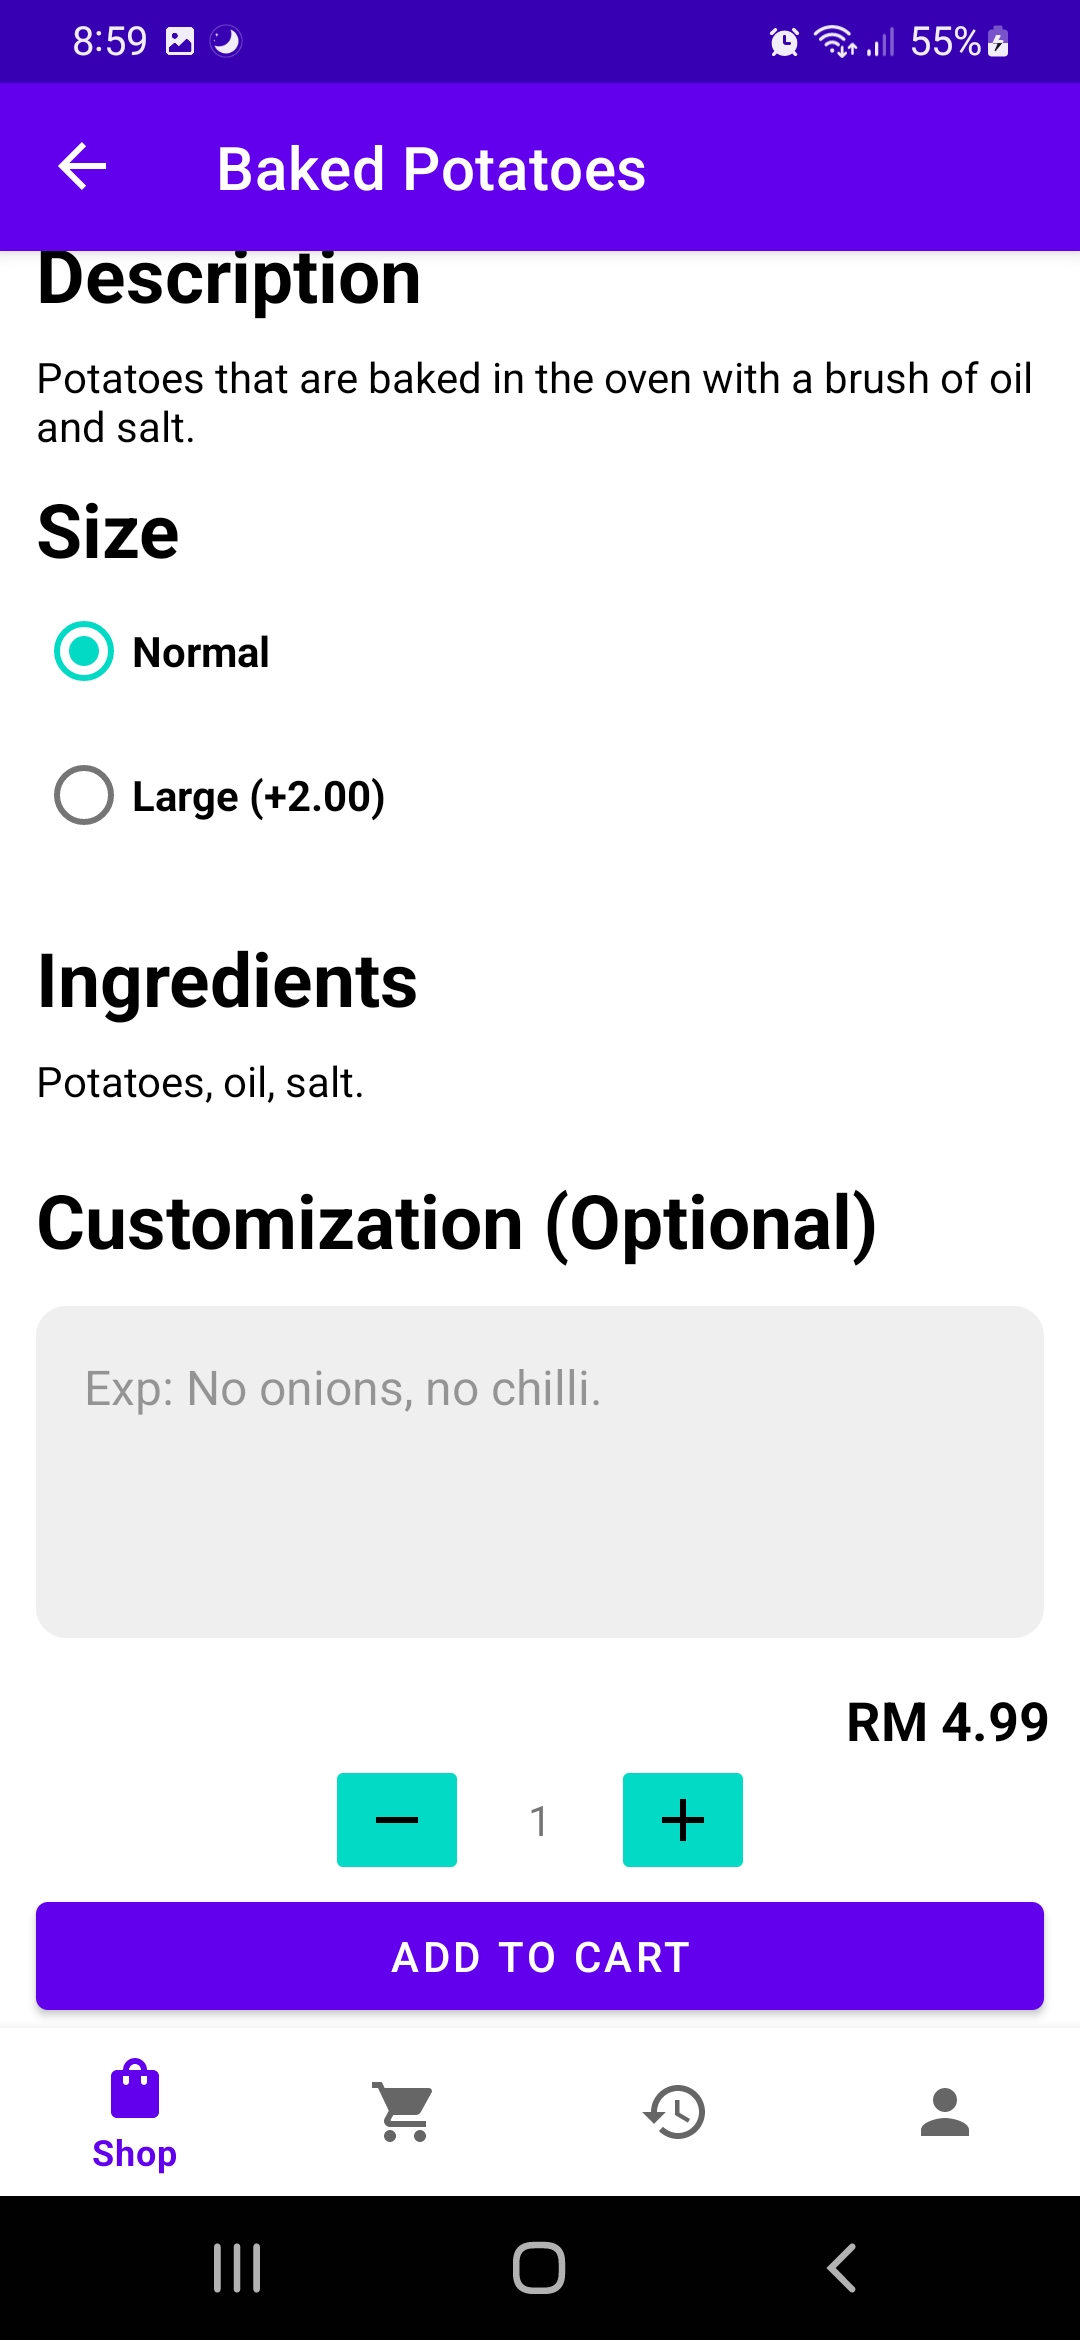 8:59
55%
Baked Potatoes
Description
Potatoes that are baked in the oven with a brush of oil
and salt.
Size
Normal
Large (+2.00)
Ingredients
Potatoes, oil, salt.
Customization (Optional)
Exp: No onions, no chilli.
RM 4.99
1
ADD TO CART
Shop